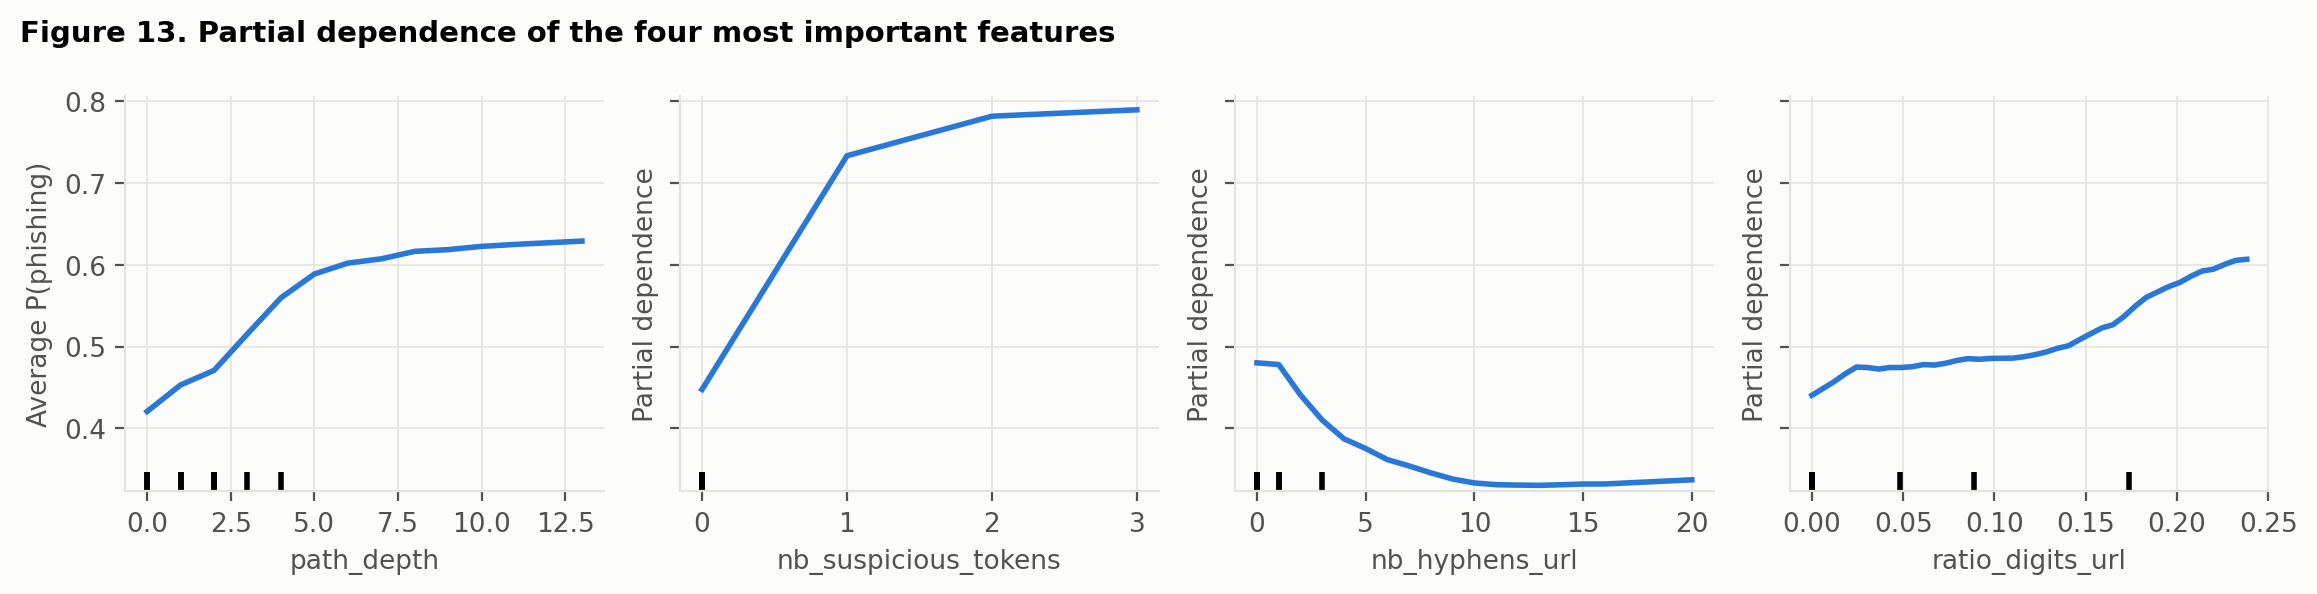 Figure 13. Partial dependence of the four most important features
Average P(phishing)
0.8
0.7
0.6
0.5
0.4
0.0 2.5 5.0 7.5 10.0 12.5
path_depth
Partial dependence
0 1 2 3
nb_suspicious_tokens
Partial dependence
0 5 10 15 20
nb_hyphens_url
Partial dependence
0.00 0.05 0.10 0.15 0.20 0.25
ratio_digits_url